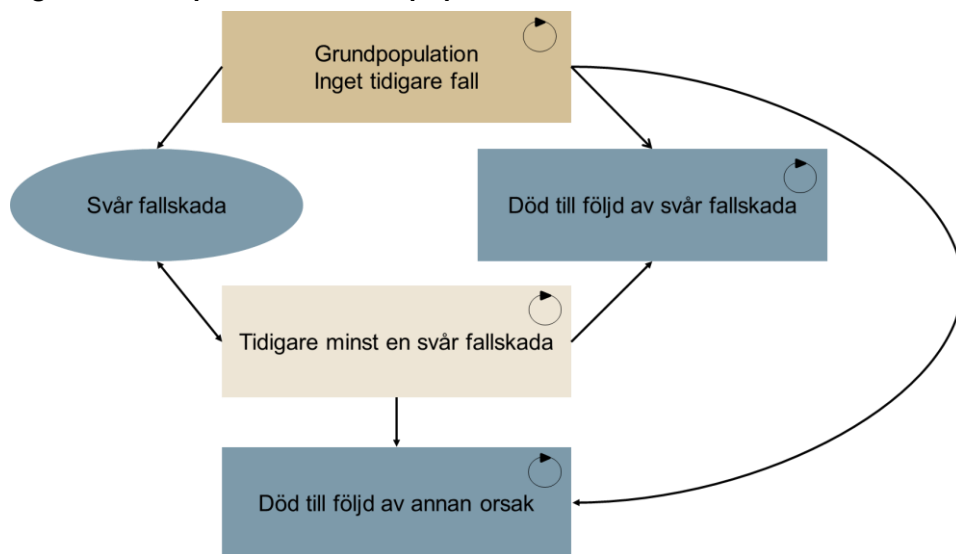 Grundpopulation
Inget tidigare fall
Svår fallskada
Död till följd av svår fallskada
Tidigare minst en svår fallskada
Död till följd av annan orsak